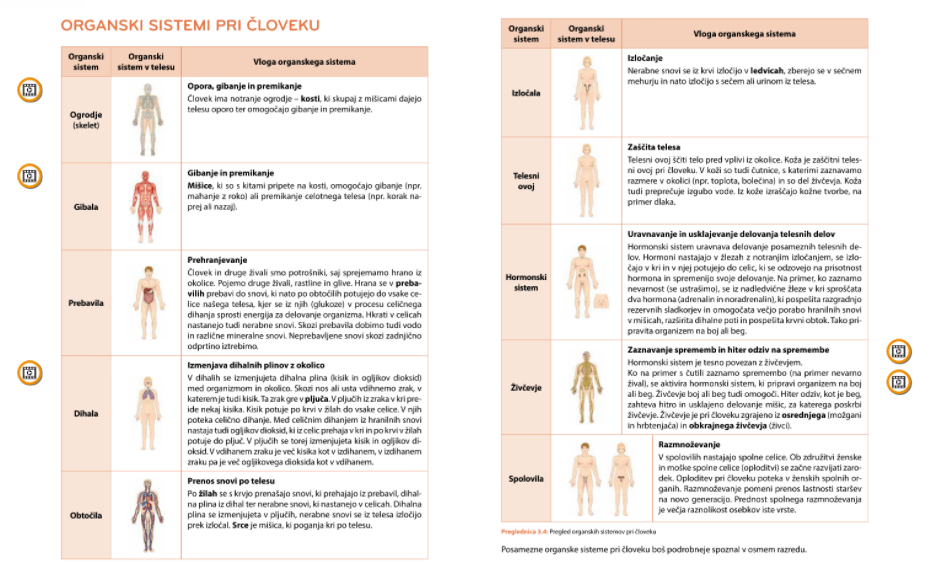 ORGANSKI SISTEMI PRI ČLOVEKU
Organski
sistem
Organski
sistem v telesu
Vloga organskega sistema
Ogrodje
(skelet)
Opora, gibanje in premikanje
Človek ima notranje ogrodje – kosti, ki skupaj z mišicami dajejo
telesu oporo ter omogočajo gibanje in premikanje.
Gibala
Gibanje in premikanje
Mišice, ki so s kitami pripete na kosti, omogočajo gibanje (npr.
mahanje z roko) ali premikanje celotnega telesa (npr. korak na-
prej ali nazaj).
Prebavila
Prehranjevanje
Človek in druge živali smo potrošniki, saj sprejemamo hrano iz
okolice. Pojemo druge živali, rastline in glive. Hrana se v preba-
vilih prebavi do snovi, ki nato po obtočilih potujejo do vsake ce-
lice našega telesa, kjer se iz njih (glukoze) v procesu celičnega
dihanja sprosti energija za delovanje organizma. Hkrati v celicah
nastanejo tudi nerabne snovi. Skozi prebavila dobimo tudi vodo
in različne mineralne snovi. Neprebavljene snovi skozi zadnjično
odprtino iztrebimo.
Dihala
Izmenjava dihalnih plinov z okolico
V dihalih se izmenjujeta dihalna plina (kisik in ogljikov dioksid)
med organizmom in okolico. Skozi nos ali usta vdihnemo zrak, v
katerem je tudi kisik. Ta zrak gre v pljuča. V pljučih iz zraka v kri pre-
ide nekaj kisika. Kisik potuje po krvi v žilah do vsake celice. V njih
poteka celično dihanje. Med celičnim dihanjem iz hranilnih snovi
nastaja tudi ogljikov dioksid, ki iz celic prehaja v kri in po krvi v žilah
potuje do pljuč. V pljučih se torej izmenjujeta kisik in ogljikov di-
oksid. V vdihanem zraku je več kisika kot v izdihanem, v izdihanem
zraku pa je več ogljikovega dioksida kot v vdihanem.
Obtočila
Prenos snovi po telesu
Po žilah se s krvjo prenašajo snovi, ki prehajajo iz prebavil, dihal-
na plina iz dihal ter nerabne snovi, ki nastanejo v celicah. Dihalna
plina se izmenjujeta v pljučih, nerabne snovi se iz telesa izločijo
prek izločal. Srce je mišica, ki poganja kri po telesu.
Organski
sistem
Organski
sistem v telesu
Vloga organskega sistema
Izločala
Izločanje
Nerabne snovi se iz krvi izločijo v ledvicah, zberejo se v sečnem
mehurju in nato izločijo s sečem ali urinom iz telesa.
Telesni
ovoj
Zaščita telesa
Telesni ovoj ščiti telo pred vplivi iz okolice. Koža je zaščitni teles-
ni ovoj pri človeku. V koži so tudi čutnice, s katerimi zaznavamo
razmere v okolici (npr. toplota, bolečina) in so del živčevja. Koža
tudi preprečuje izgubo vode. Iz kože izraščajo kožne tvorbe, na
primer dlaka.
Hormonski
sistem
Uravnavanje in usklajevanje delovanja telesnih delov
Hormonski sistem uravnava delovanje posameznih telesnih de-
lov. Hormoni nastajajo v žlezah z notranjim izločanjem, se izlo-
čajo v kri in v njej potujejo do celic, ki se odzovejo na prisotnost
hormona in spremenijo svoje delovanje. Na primer, ko zaznamo
nevarnost (se ustrašimo), se iz nadledvične žleze v kri sproščata
dva hormona (adrenalin in noradrenalin), ki pospešita razgradnjo
rezervnih sladkorjev in omogočata večjo porabo hranilnih snovi
v mišicah, razširita dihalne poti in pospešita krvni obtok. Tako pri-
pravita organizem na boj ali beg.
Živčevje
Zaznavanje sprememb in hiter odziv na spremembe
Hormonski sistem je tesno povezan z živčevjem.
Ko na primer s čutili zaznamo spremembo (na primer nevarno
žival), se aktivira hormonski sistem, ki pripravi organizem na boj
ali beg. Živčevje boj ali beg tudi omogoči. Hiter odziv, kot je beg,
zahteva hitro in usklajeno delovanje mišic, za katerega poskrbi
živčevje. Živčevje je pri človeku zgrajeno iz osrednjega (možgani
in hrbtenjača) in obkrajnega živčevja (živci).
Spolovila
Razmnoževanje
V spolovilih nastajajo spolne celice. Ob združitvi ženske
in moške spolne celice (oploditvi) se začne razvijati zaro-
dek. Oploditev pri človeku poteka v ženskih spolnih or-
ganih. Razmnoževanje pomeni prenos lastnosti staršev
na novo generacijo. Prednost spolnega razmnoževanja
je večja raznolikost osebkov iste vrste.
Preglednica 3.4: Pregled organskih sistemov pri človeku
Posamezne organske sisteme pri človeku boš podrobneje spoznal v osmem razredu.